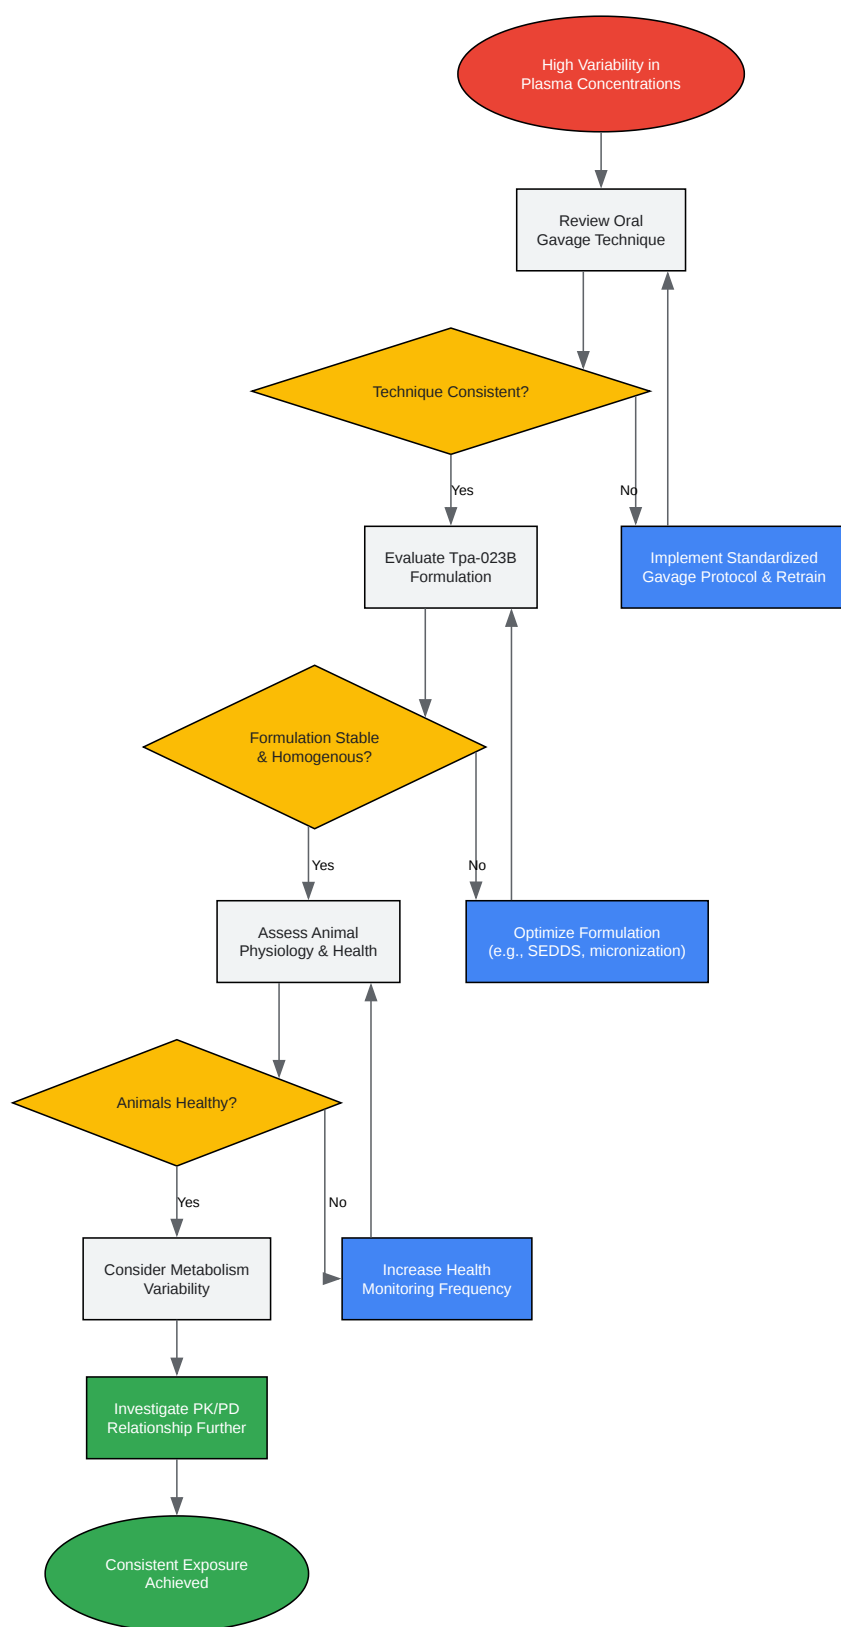 High Variability in
Plasma Concentrations
Review Oral
Gavage Technique
Technique Consistent?
Yes
No
Evaluate Tpa-023B
Formulation
Implement Standardized
Gavage Protocol & Retrain
Formulation Stable
& Homogenous?
Yes
No
Assess Animal
Physiology & Health
Optimize Formulation
(e.g., SEDDS, micronization)
Animals Healthy?
Yes
No
Consider Metabolism
Variability
Increase Health
Monitoring Frequency
Investigate PK/PD
Relationship Further
Consistent Exposure
Achieved